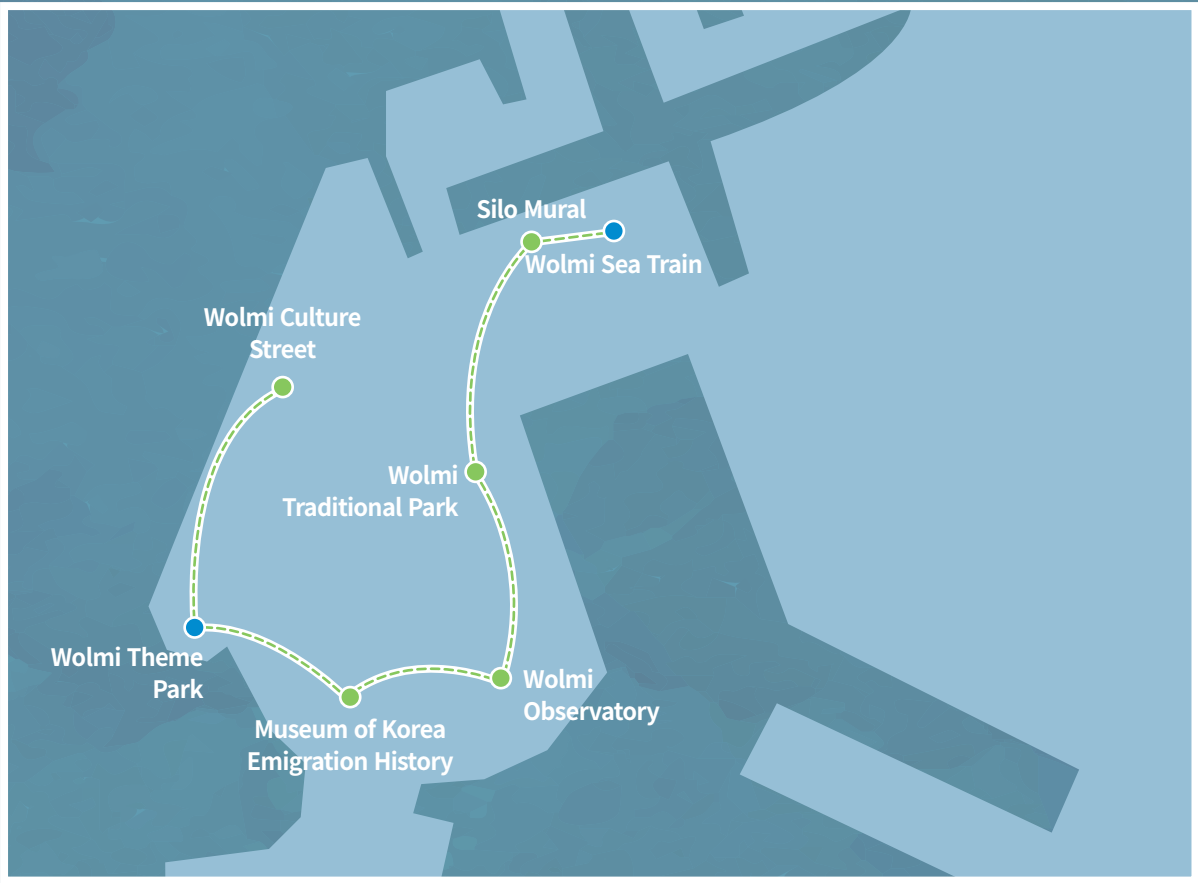 Silo Mural
Wolmi Sea Train
Wolmi Culture
Street
Wolmi
Traditional Park
Wolmi Theme
Park
Wolmi
Observatory
Museum of Korea
Emigration History